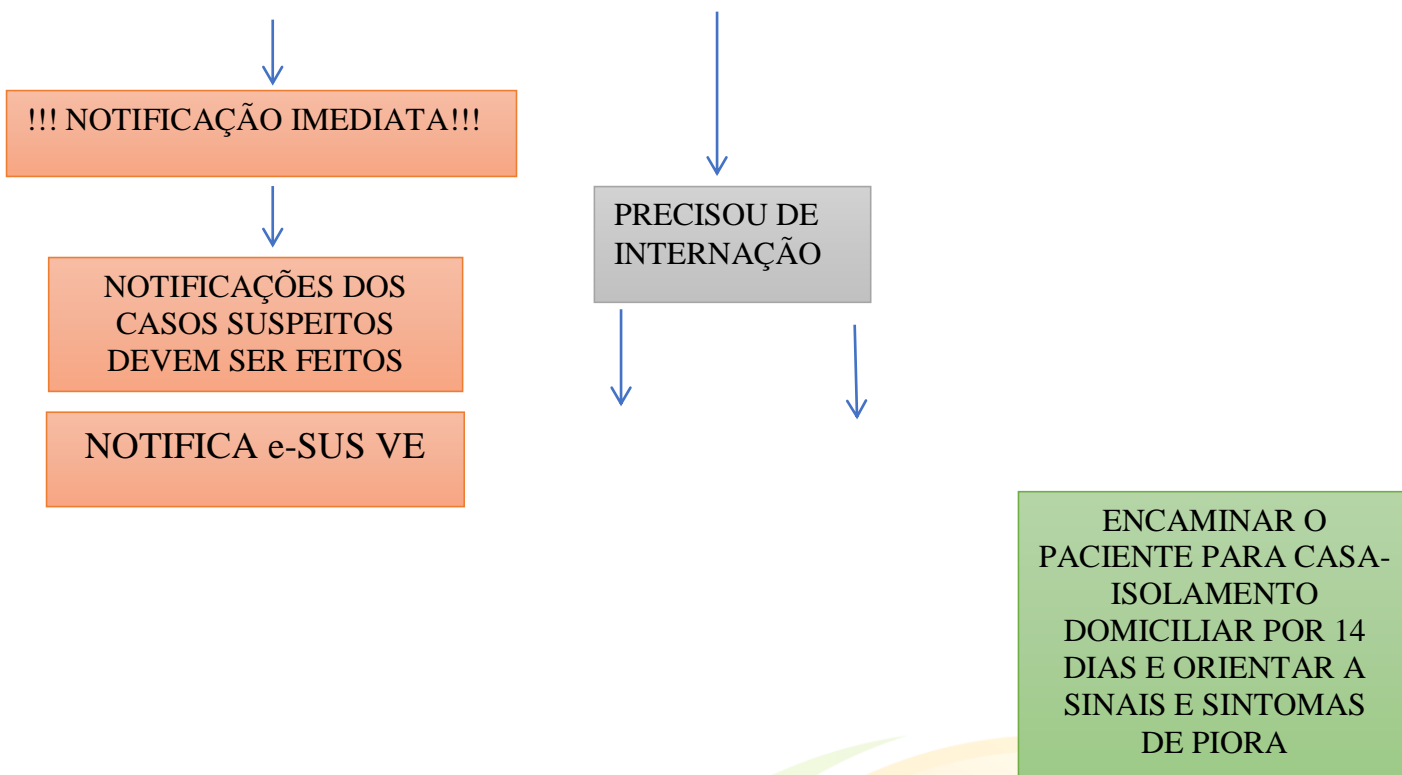 !!! NOTIFICAÇÃO IMEDIATA!!!
NOTIFICAÇÕES DOS
CASOS SUSPEITOS
DEVEM SER FEITOS
NOTIFICA e-SUS VE
PRECISOU DE
INTERNAÇÃO
ENCAMINAR O
PACIENTE PARA CASA-
ISOLAMENTO
DOMICILIAR POR 14
DIAS E ORIENTAR A
SINAIS E SINTOMAS
DE PIORA